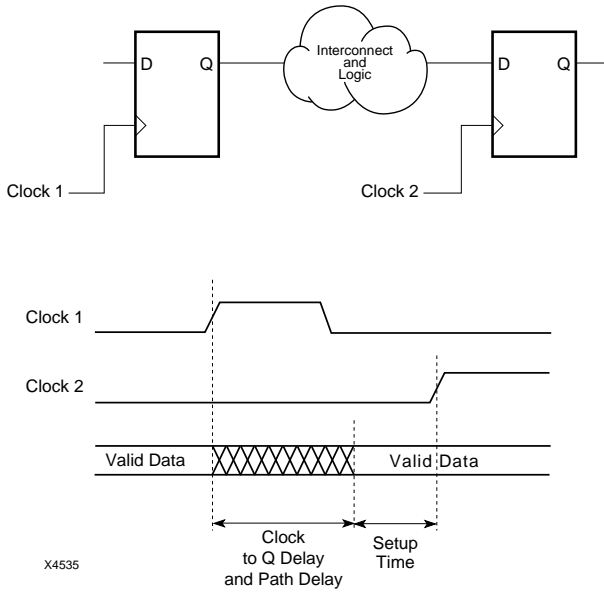 D Q
Interconnect
and
Logic
D Q
Clock 1
Clock 2
Clock 1
Clock 2
Valid Data
Valid Data
Clock
to Q Delay
and Path Delay
Setup
Time
X4535